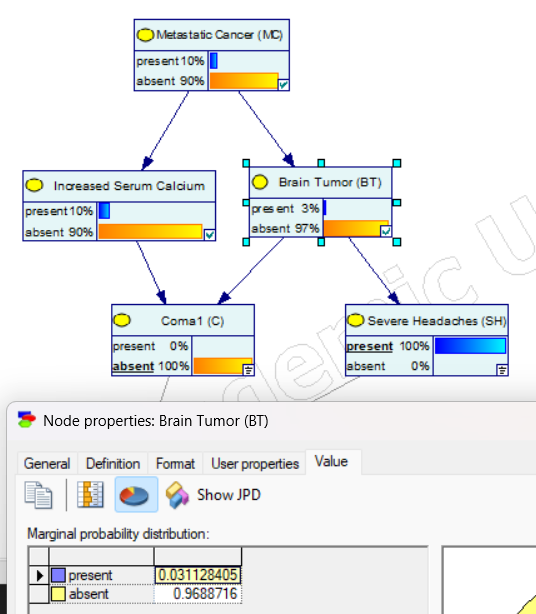 Metastatic Cancer (MC)
present 10%
absent 90%
Increased Serum Calcium
present 10%
absent 90%
Brain Tumor (BT)
present 3%
absent 97%
Coma1 (C)
present 0%
absent 100%
Severe Headaches (SH)
present 100%
absent 0%
Node properties: Brain Tumor (BT)
General Definition Format User properties Value
Show JPD
Marginal probability distribution:
present 0.031128405
absent 0.9688716